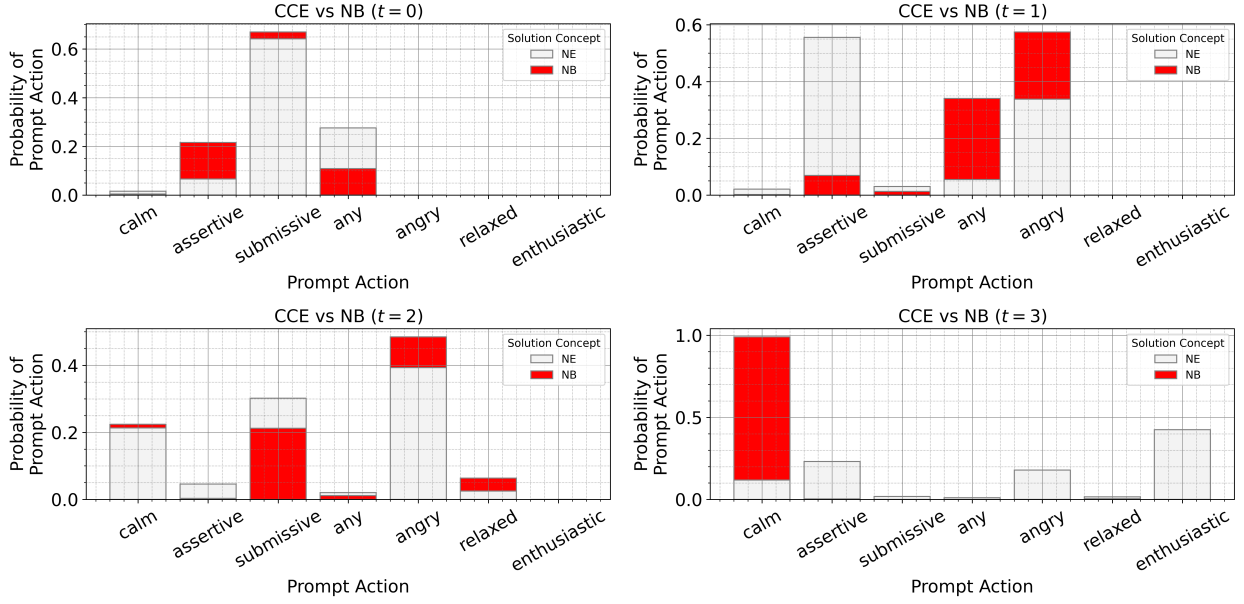 CCE vs NB (t = 0)
Probability of
Prompt Action
0.6
0.4
0.2
0.0
Solution Concept
NE
NB
calm
assertive
submissive
any
angry
relaxed
enthusiastic
Prompt Action
CCE vs NB (t = 1)
Probability of
Prompt Action
0.6
0.4
0.2
0.0
Solution Concept
NE
NB
calm
assertive
submissive
any
angry
relaxed
enthusiastic
Prompt Action
CCE vs NB (t = 2)
Probability of
Prompt Action
0.4
0.2
0.0
Solution Concept
NE
NB
calm
assertive
submissive
any
angry
relaxed
enthusiastic
Prompt Action
CCE vs NB (t = 3)
Probability of
Prompt Action
1.0
0.5
0.0
Solution Concept
NE
NB
calm
assertive
submissive
any
angry
relaxed
enthusiastic
Prompt Action